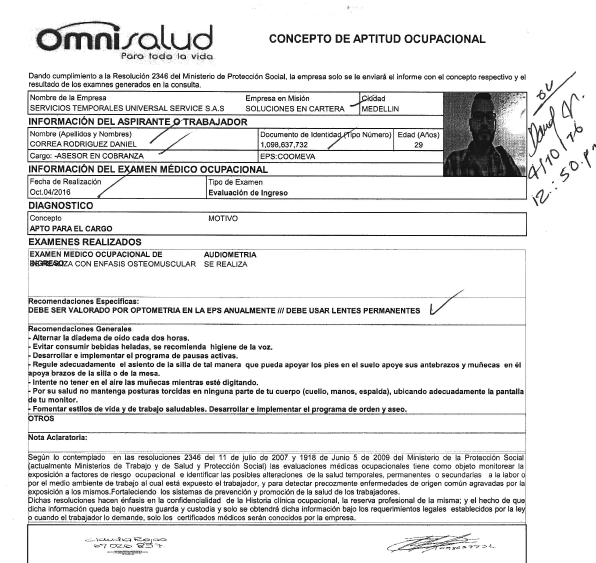 Omnisalud
Para toda la vida
CONCEPTO DE APTITUD OCUPACIONAL
Dando cumplimiento a la Resolución 2346 del Ministerio de Protección Social, la empresa solo se le enviará el informe con el concepto respectivo y el
resultado de los examnes generados en la consulta.
Nombre de la Empresa Empresa en Misión Ciudad
SERVICIOS TEMPORALES UNIVERSAL SERVICE S.A.S SOLUCIONES EN CARTERA MEDELLIN
INFORMACIÓN DEL ASPIRANTE O TRABAJADOR
Nombre (Apellidos y Nombres) Documento de Identidad (Tipo Número) Edad (Años)
CORREA RODRIGUEZ DANIEL 1,098,637,732 29
Cargo: -ASESOR EN COBRANZA EPS:COOMEVA
INFORMACIÓN DEL EXAMEN MÉDICO OCUPACIONAL
Fecha de Realización Tipo de Examen
Oct.04/2016 Evaluación de Ingreso
DIAGNOSTICO
Concepto MOTIVO
APTO PARA EL CARGO
EXAMENES REALIZADOS
EXAMEN MEDICO OCUPACIONAL DE AUDIOMETRIA
INGRESO CON ENFASIS OSTEOMUSCULAR SE REALIZA
Recomendaciones Específicas:
DEBE SER VALORADO POR OPTOMETRIA EN LA EPS ANUALMENTE /// DEBE USAR LENTES PERMANENTES
Recomendaciones Generales
- Alternar la diadema de oído cada dos horas.
- Evitar consumir bebidas heladas, se recomienda higiene de la voz.
- Desarrollar e implementar el programa de pausas activas.
- Regule adecuadamente el asiento de la silla de tal manera que pueda apoyar los pies en el suelo apoye sus antebrazos y muñecas en él
apoya brazos de la silla o de la mesa.
- Intente no tener en el aire las muñecas mientras esté digitando.
- Por su salud no mantenga posturas torcidas en ninguna parte de tu cuerpo (cuello, manos, espalda), ubicando adecuadamente la pantalla
de tu monitor.
- Fomentar estilos de vida y de trabajo saludables. Desarrollar e Implementar el programa de orden y aseo.
OTROS
Nota Aclaratoria:
Según lo contemplado en las resoluciones 2346 del 11 de julio de 2007 y 1918 de Junio 5 de 2009 del Ministerio de la Protección Social
(actualmente Ministerios de Trabajo y de Salud y Protección Social) las evaluaciones médicas ocupacionales tiene como objeto monitorear la
exposición a factores de riesgo ocupacional e identificar las posibles alteraciones de la salud temporales, permanentes o secundarias a la labor o
por el medio ambiente de trabajo al cual está expuesto el trabajador, y para detectar precozmente enfermedades de origen común agravadas por la
exposición a los mismos.Fortaleciendo los sistemas de prevención y promoción de la salud de los trabajadores.
Dichas resoluciones hacen énfasis en la confidencialidad de la Historia clínica ocupacional, la reserva profesional de la misma; y el hecho de que
dicha información queda bajo nuestra guarda y custodia y solo se obtendrá dicha información bajo los requerimientos legales establecidos por la ley
o cuando el trabajador lo demande, solo los certificados médicos serán conocidos por la empresa.
4/10/16
12:50.pm